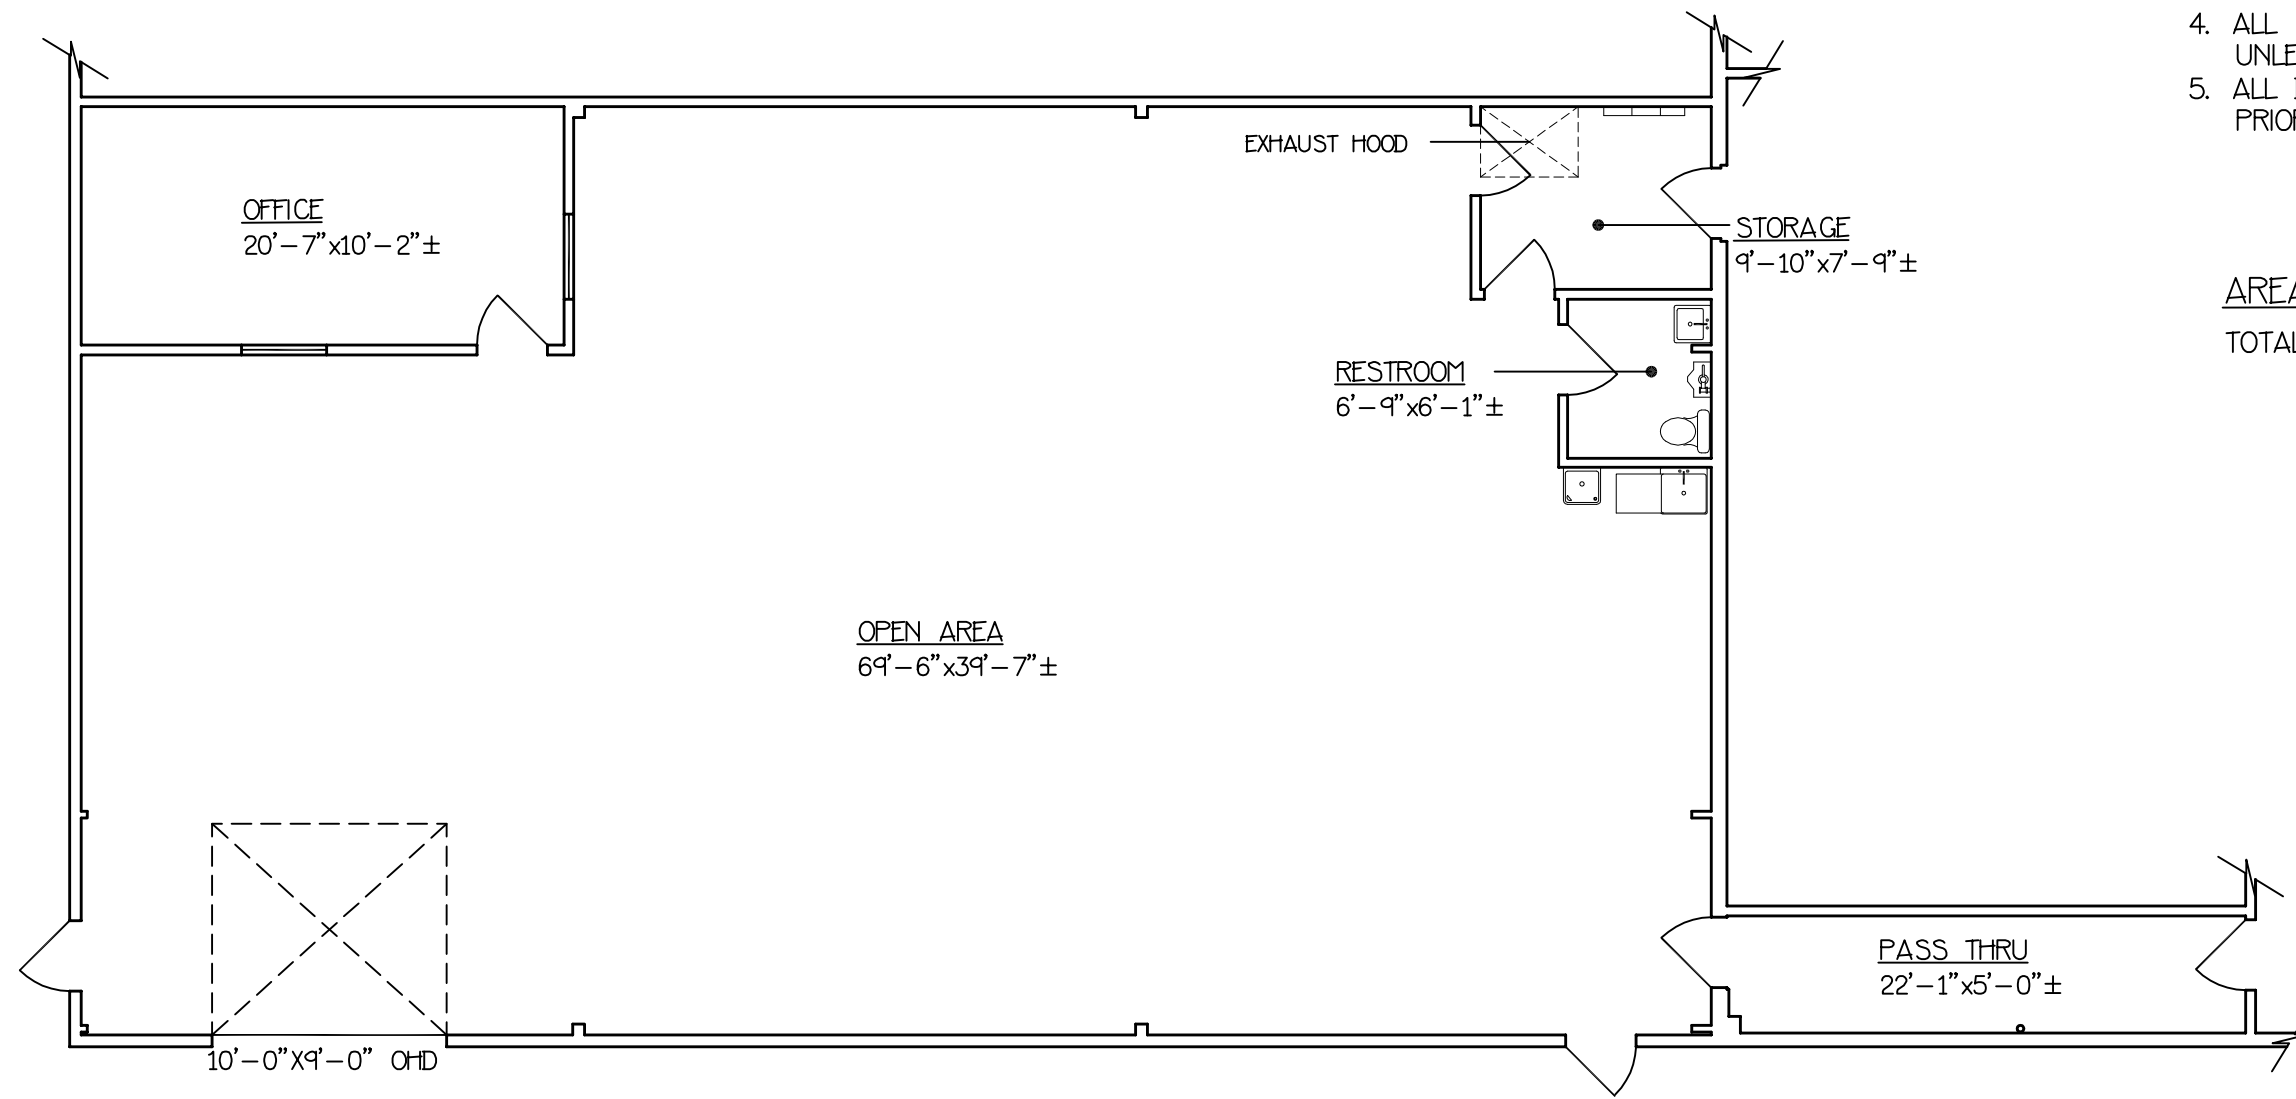 4. ALL
UNLE
5. ALL
PRIOR
EXHAUST HOOD
OFFICE
20'-7"x10'-2"±
STORAGE
9'-10"x7'-9"±
AREA
TOTAL
RESTROOM
6'-9"x6'-1"±
OPEN AREA
69'-6"x39'-7"±
PASS THRU
22'-1"x5'-0"±
10'-0"X9'-0" OHD